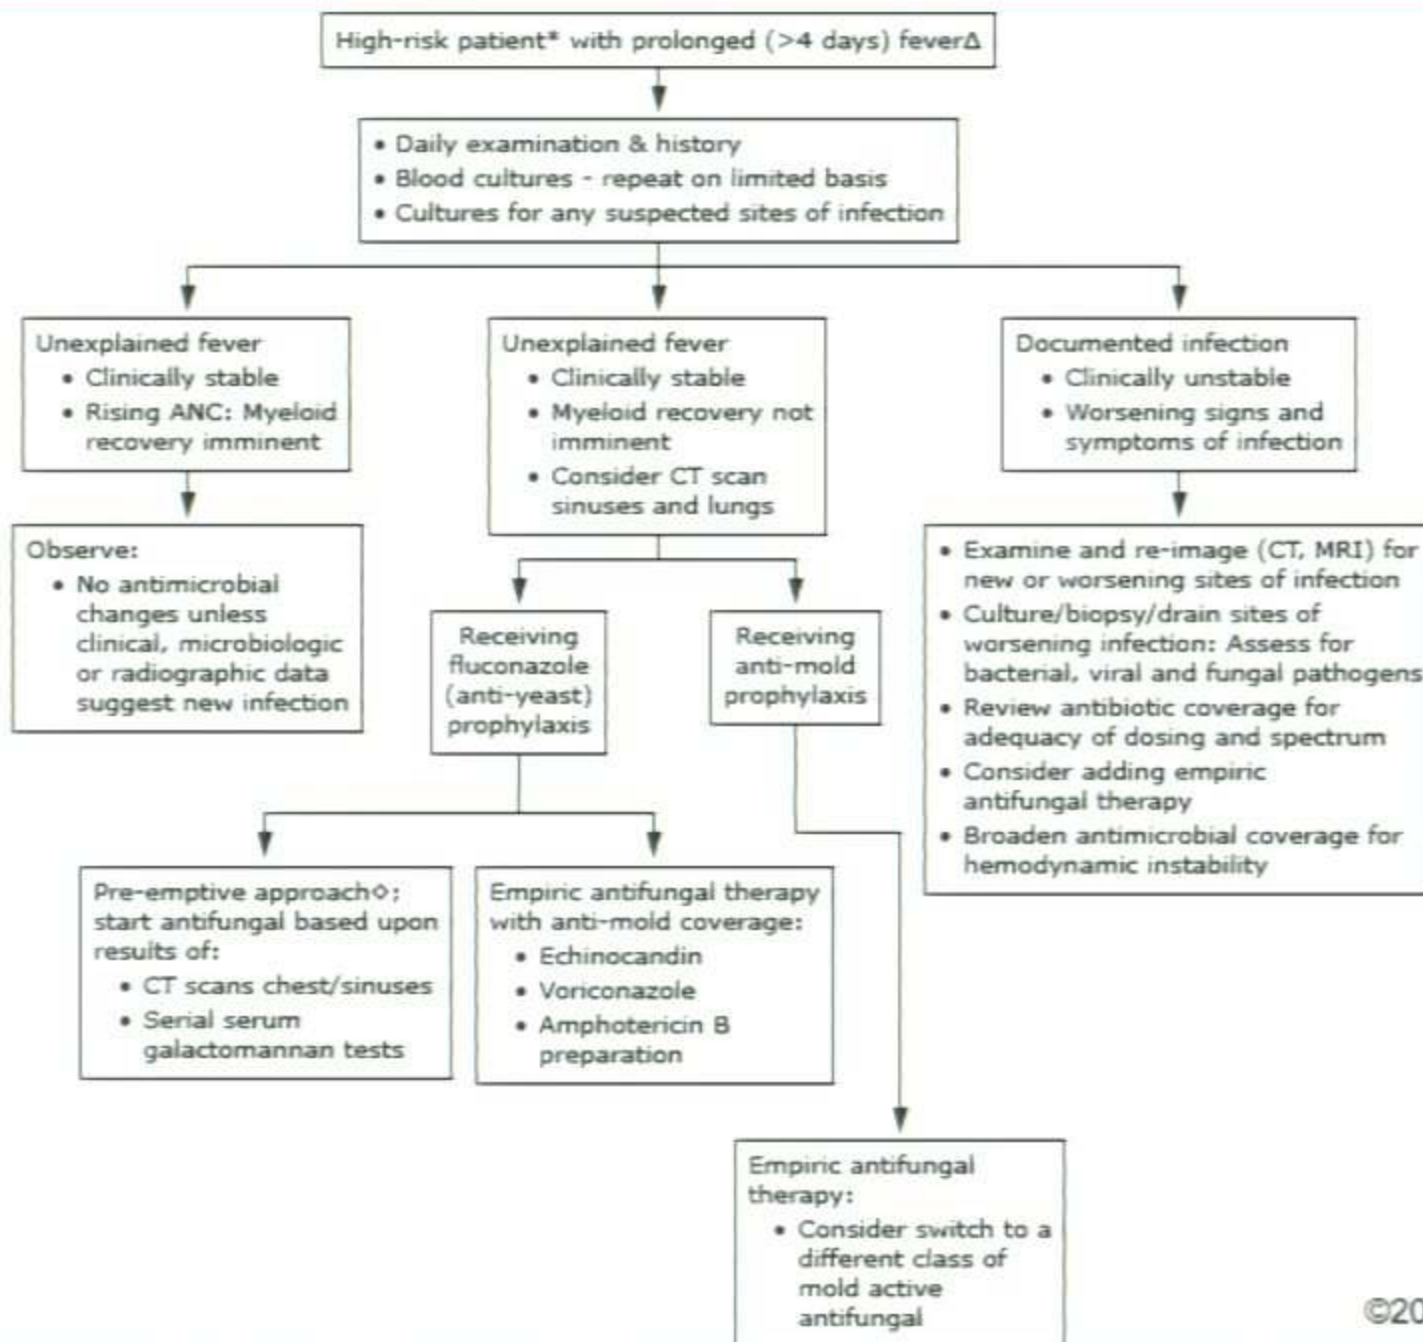 High-risk patient* with prolonged (>4 days) feverΔ
• Daily examination & history
• Blood cultures - repeat on limited basis
• Cultures for any suspected sites of infection
Unexplained fever
• Clinically stable
• Rising ANC: Myeloid
recovery imminent
Unexplained fever
• Clinically stable
• Myeloid recovery not
imminent
• Consider CT scan
sinuses and lungs
Documented infection
• Clinically unstable
• Worsening signs and
symptoms of infection
Observe:
• No antimicrobial
changes unless
clinical, microbiologic
or radiographic data
suggest new infection
Receiving
fluconazole
(anti-yeast)
prophylaxis
Receiving
anti-mold
prophylaxis
• Examine and re-image (CT, MRI) for
new or worsening sites of infection
• Culture/biopsy/drain sites of
worsening infection: Assess for
bacterial, viral and fungal pathogens
• Review antibiotic coverage for
adequacy of dosing and spectrum
• Consider adding empiric
antifungal therapy
• Broaden antimicrobial coverage for
hemodynamic instability
Pre-emptive approach◇;
start antifungal based upon
results of:
• CT scans chest/sinuses
• Serial serum
galactomannan tests
Empiric antifungal therapy
with anti-mold coverage:
• Echinocandin
• Voriconazole
• Amphotericin B
preparation
Empiric antifungal
therapy:
• Consider switch to a
different class of
mold active
antifungal
©20